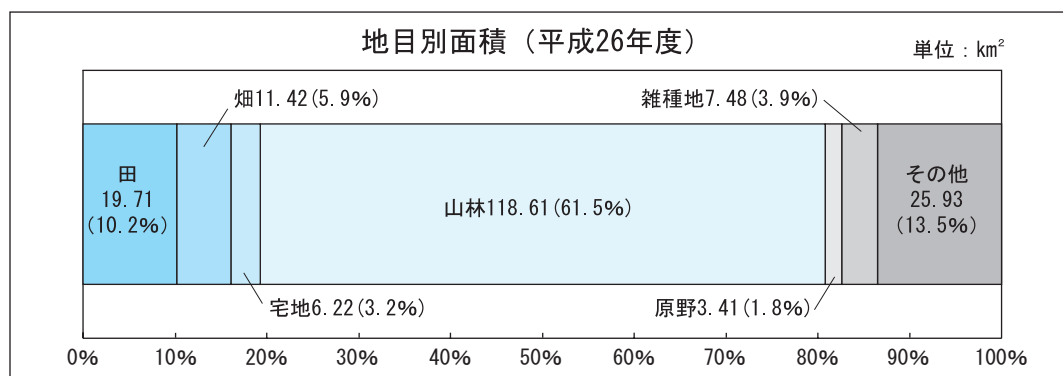 地目別面積（平成26年度）
単位：km²
畑11.42(5.9%)
雑種地7.48(3.9%)
田
19.71
(10.2%)
山林118.61(61.5%)
その他
25.93
(13.5%)
宅地6.22(3.2%)
原野3.41(1.8%)
0% 10% 20% 30% 40% 50% 60% 70% 80% 90% 100%